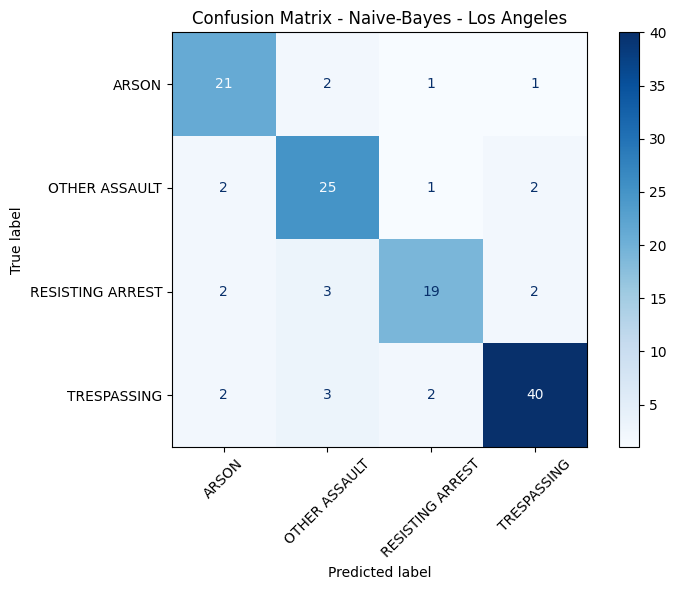 Confusion Matrix - Naive-Bayes - Los Angeles
True label
ARSON 21 2 1 1
OTHER ASSAULT 2 25 1 2
RESISTING ARREST 2 3 19 2
TRESPASSING 2 3 2 40
ARSON OTHER ASSAULT RESISTING ARREST TRESPASSING
Predicted label
40
35
30
25
20
15
10
5